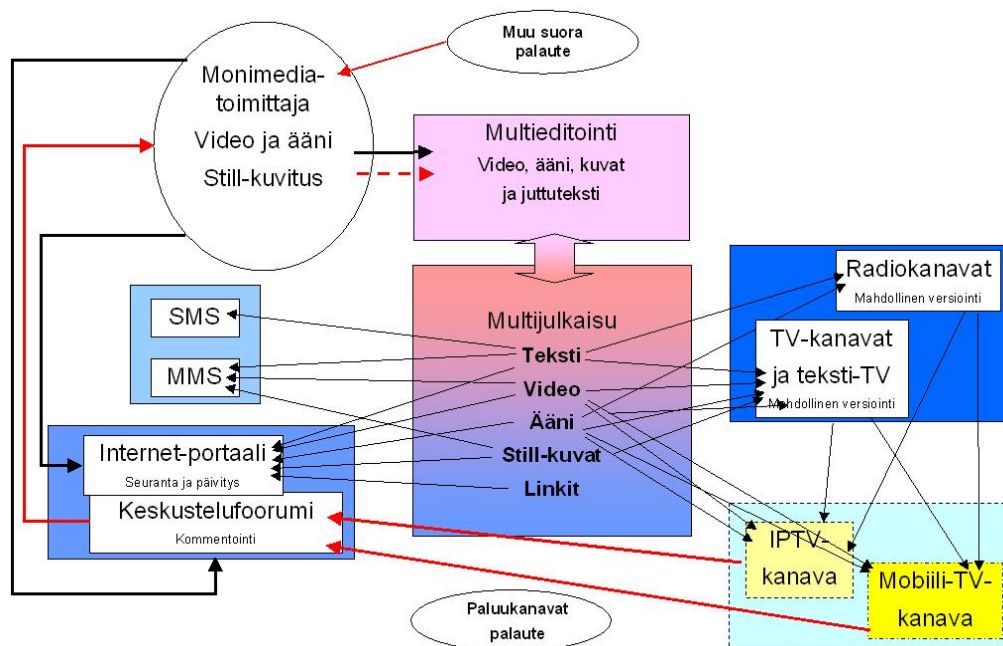 Muu suora
palaute
Monimedia-
toimittaja
Video ja ääni
Still-kuvitus
Multieditointi
Video, ääni, kuvat
ja juttuteksti
SMS
MMS
Multijulkaisu
Teksti
Video
Ääni
Still-kuvat
Linkit
Radiokanavat
Mahdollinen versiointi
TV-kanavat
ja teksti-TV
Mahdollinen versiointi
Internet-portaali
Seuranta ja päivitys
Keskustelufoorumi
Kommentointi
IPTV-
kanava
Mobiili-TV-
kanava
Paluukanavat
palaute